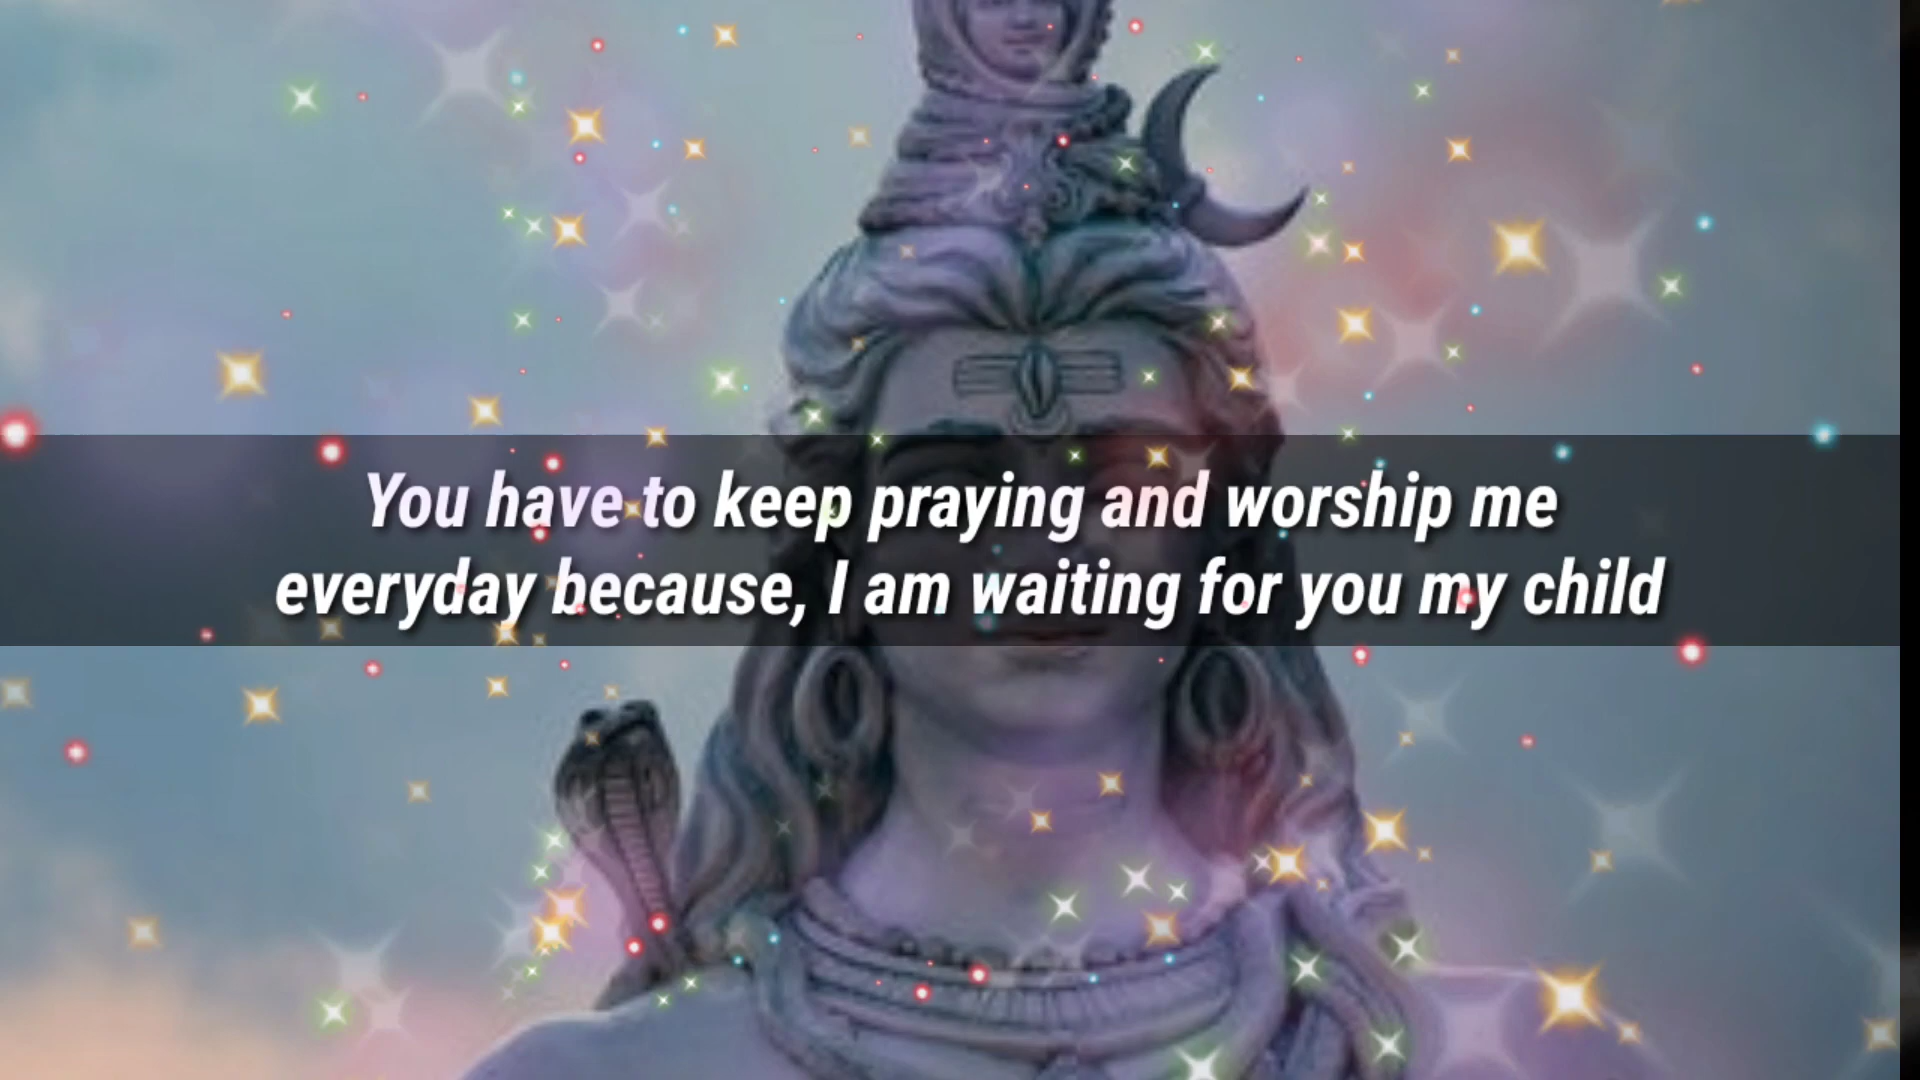 You have to keep praying and worship me
everyday because, I am waiting for you my child